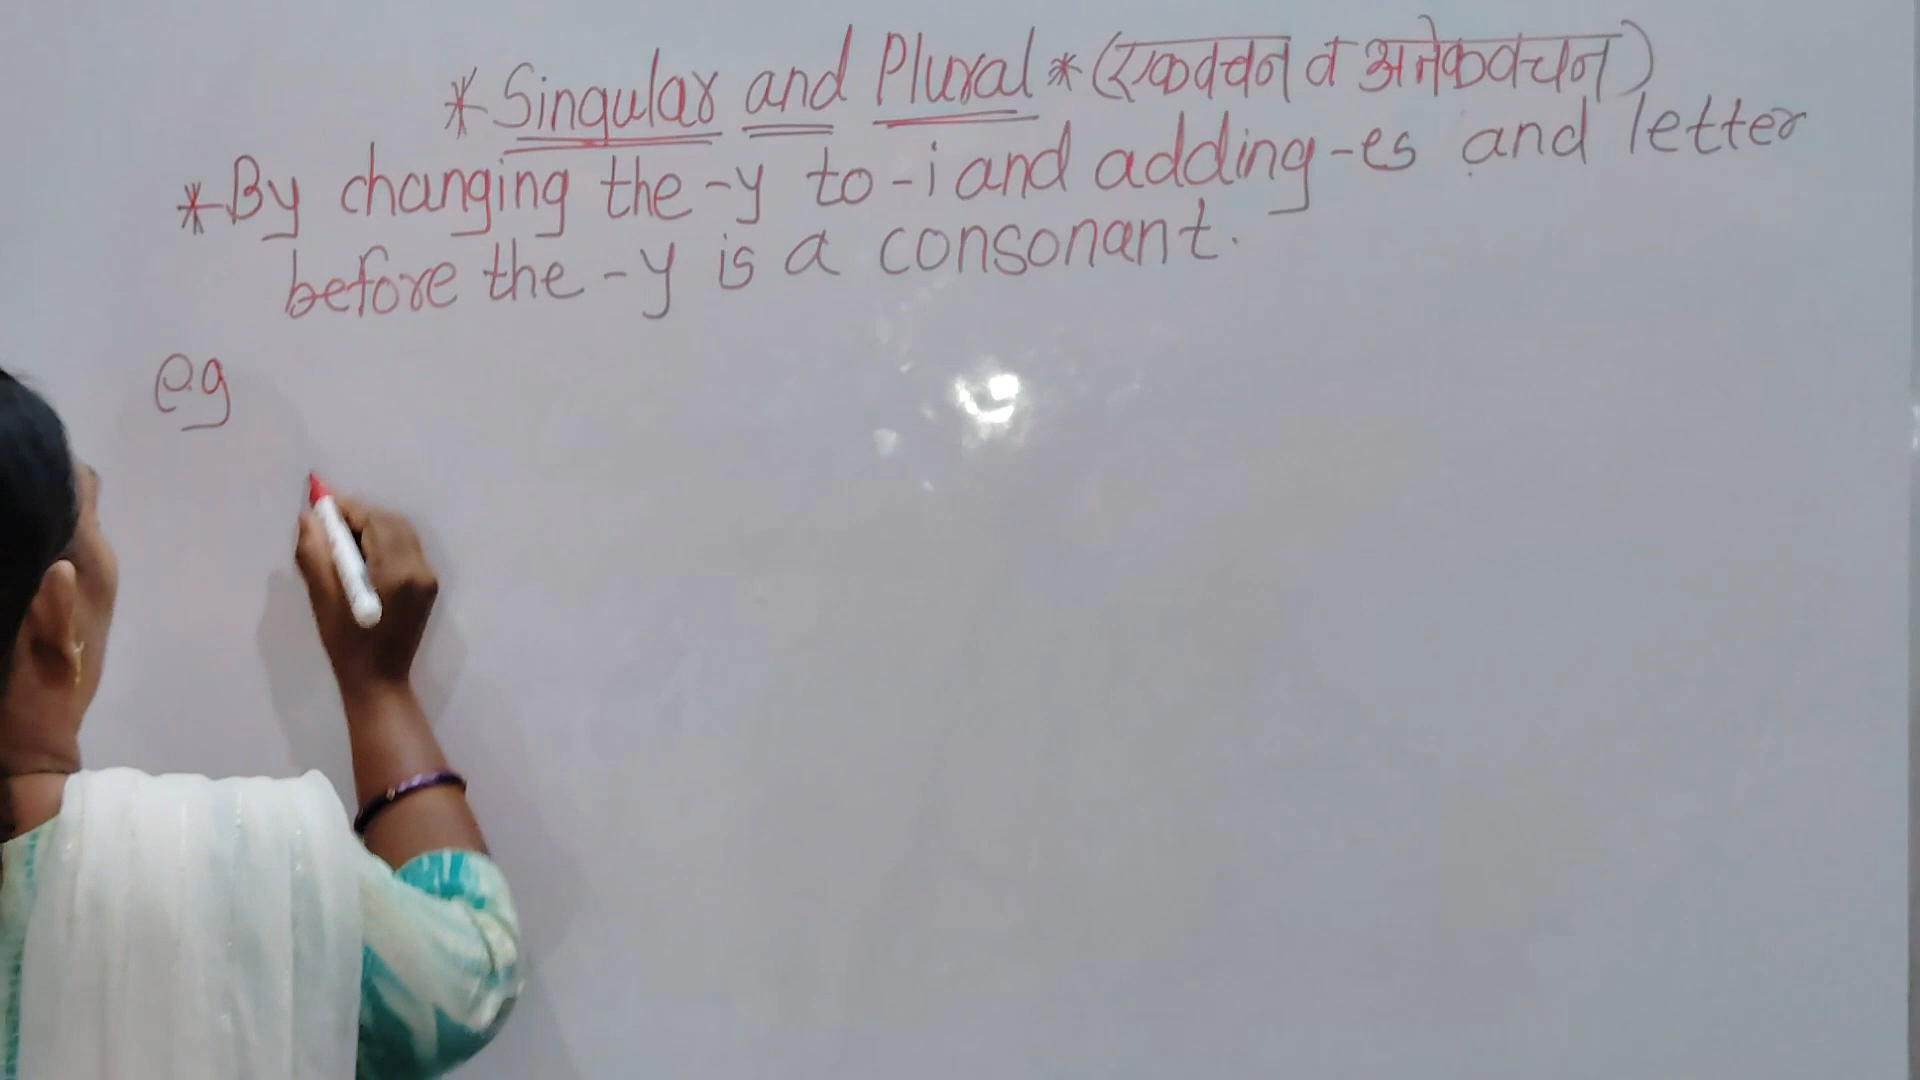 * Singular and Plural * (एकवचन व अनेकवचन)
* By changing the -y to -i and adding -es and letter
before the -y is a consonant.
e.g